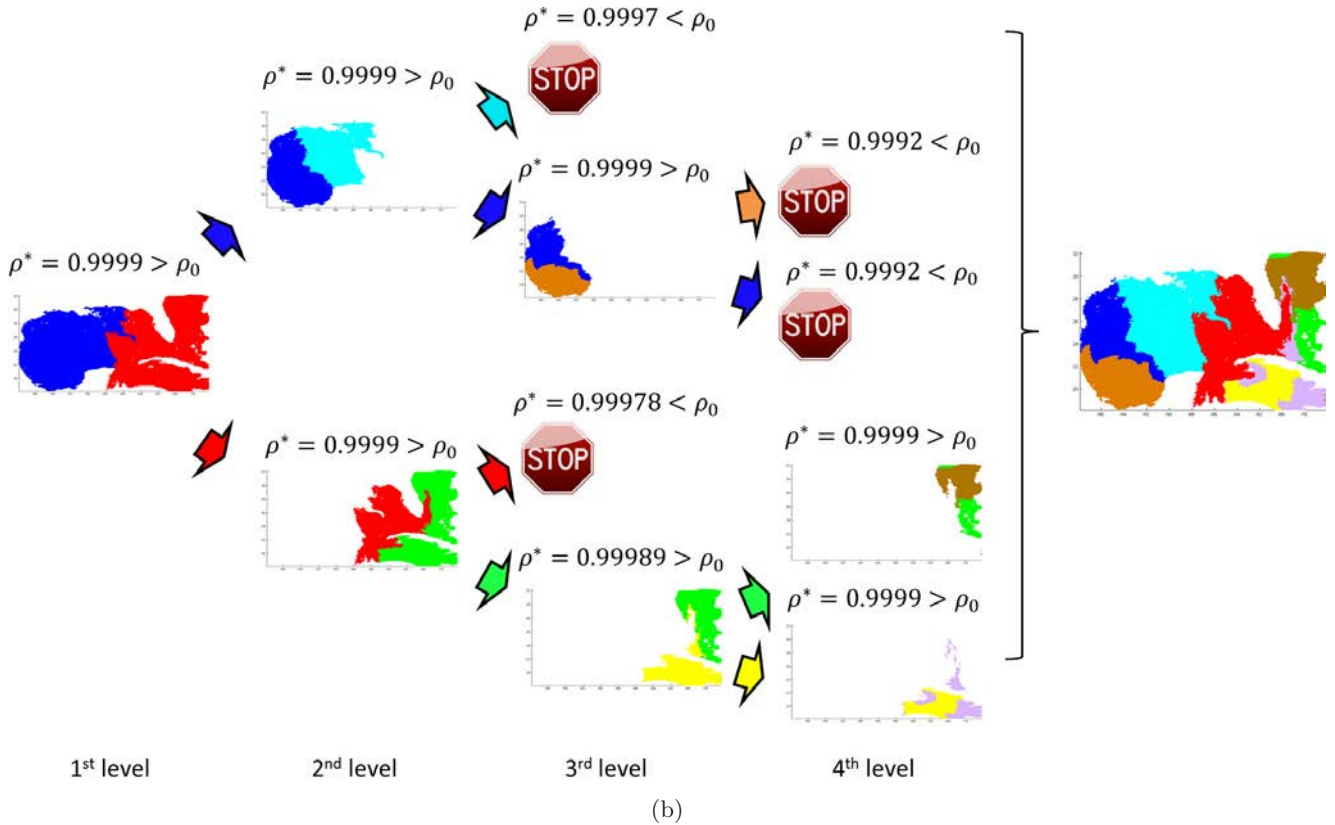 ρ* = 0.9997 < ρ₀
STOP
ρ* = 0.9999 > ρ₀
ρ* = 0.9992 < ρ₀
STOP
ρ* = 0.9999 > ρ₀
ρ* = 0.9992 < ρ₀
STOP
ρ* = 0.9999 > ρ₀
ρ* = 0.99978 < ρ₀
STOP
ρ* = 0.9999 > ρ₀
ρ* = 0.9999 > ρ₀
ρ* = 0.99989 > ρ₀
ρ* = 0.9999 > ρ₀
1st level
2nd level
3rd level
4th level
(b)